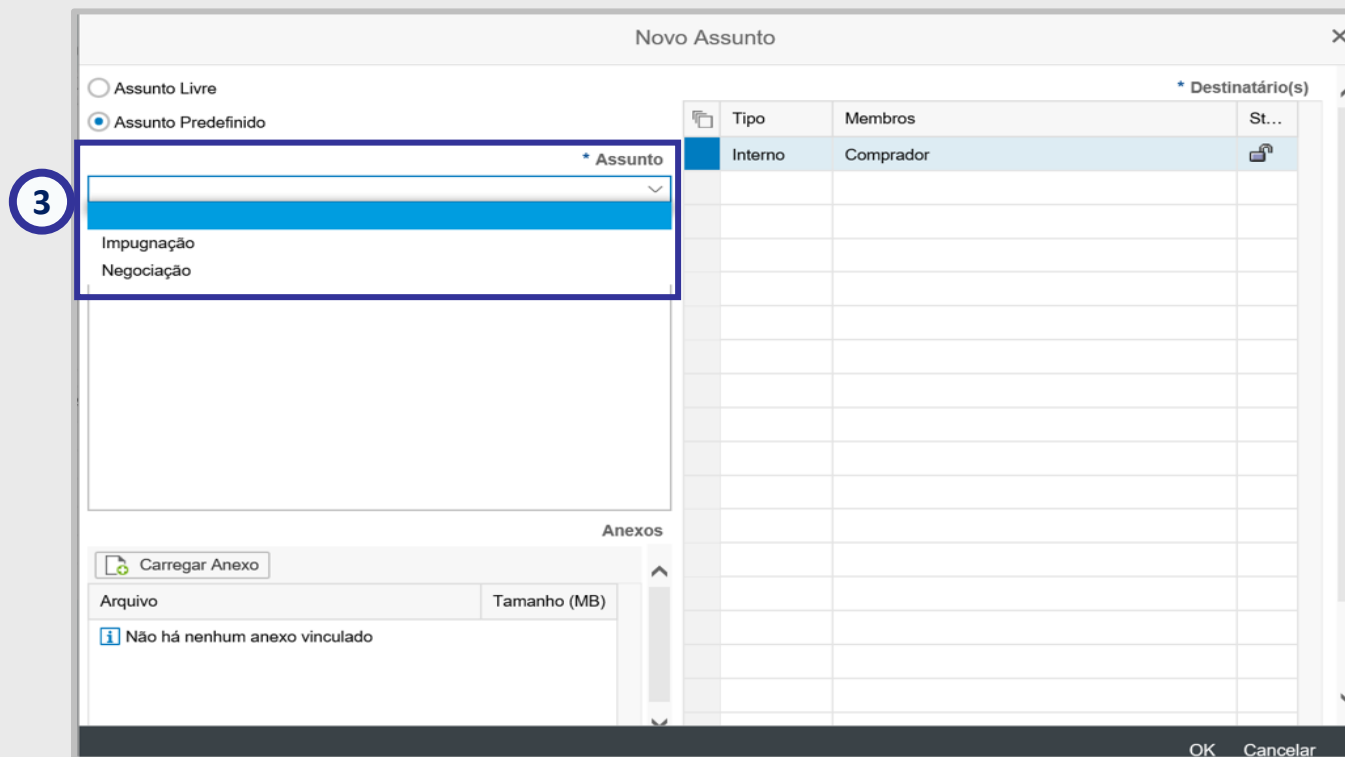 Novo Assunto
Assunto Livre
Assunto Predefinido
* Assunto
3
Impugnação
Negociação
Anexos
Carregar Anexo
Arquivo Tamanho (MB)
Não há nenhum anexo vinculado
* Destinatário(s)
Tipo Membros St...
Interno Comprador
OK Cancelar